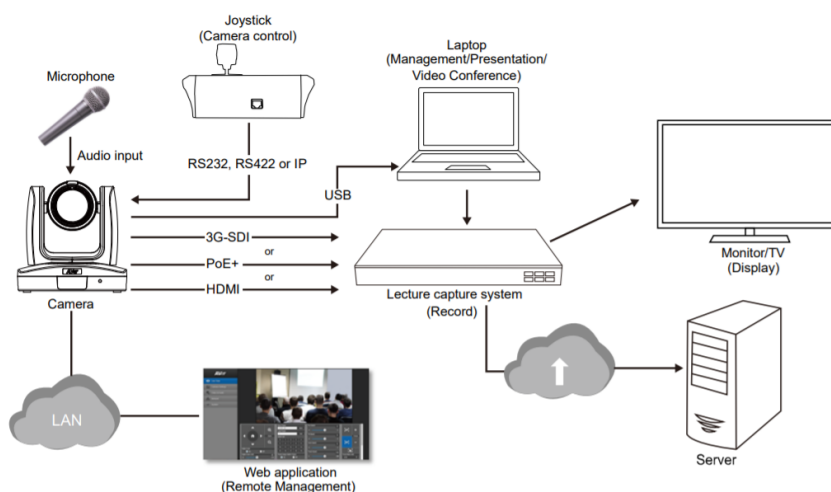 Joystick
(Camera control)
Laptop
(Management/Presentation/
Video Conference)
Microphone
Audio input
RS232, RS422 or IP
USB
3G-SDI
or
PoE+
or
HDMI
Camera
Lecture capture system
(Record)
Monitor/TV
(Display)
LAN
Web application
(Remote Management)
Server